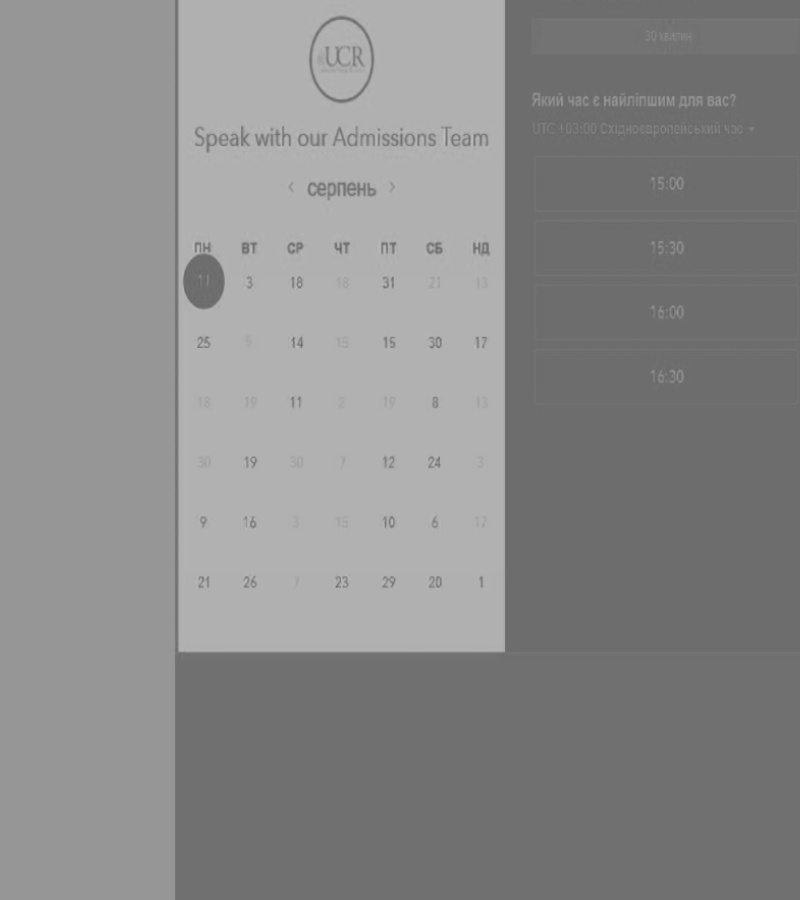 UCR
Speak with our Admissions Team
‹ серпень ›
ПН ВТ СР ЧТ ПТ СБ НД
11 3 18 18 31 21
25 5 14 15 15 30 17
18 19 11 2 19 8
30 19 30 7 12 24 3
9 16 3 15 10 6 17
21 26 7 23 29 20 1
30 хвилин
Який час є найліпшим для вас?
UTC +03:00 Східноєвропейський час
15:00
15:30
16:00
16:30